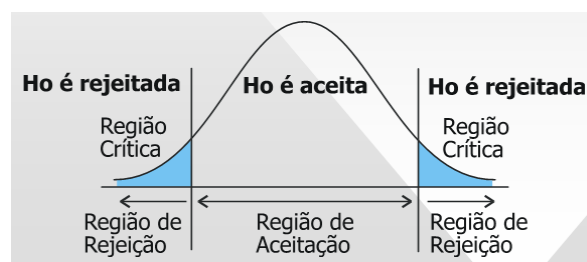 Ho é rejeitada
Ho é aceita
Ho é rejeitada
Região
Crítica
Região
Crítica
Região de
Rejeição
Região de
Aceitação
Região de
Rejeição